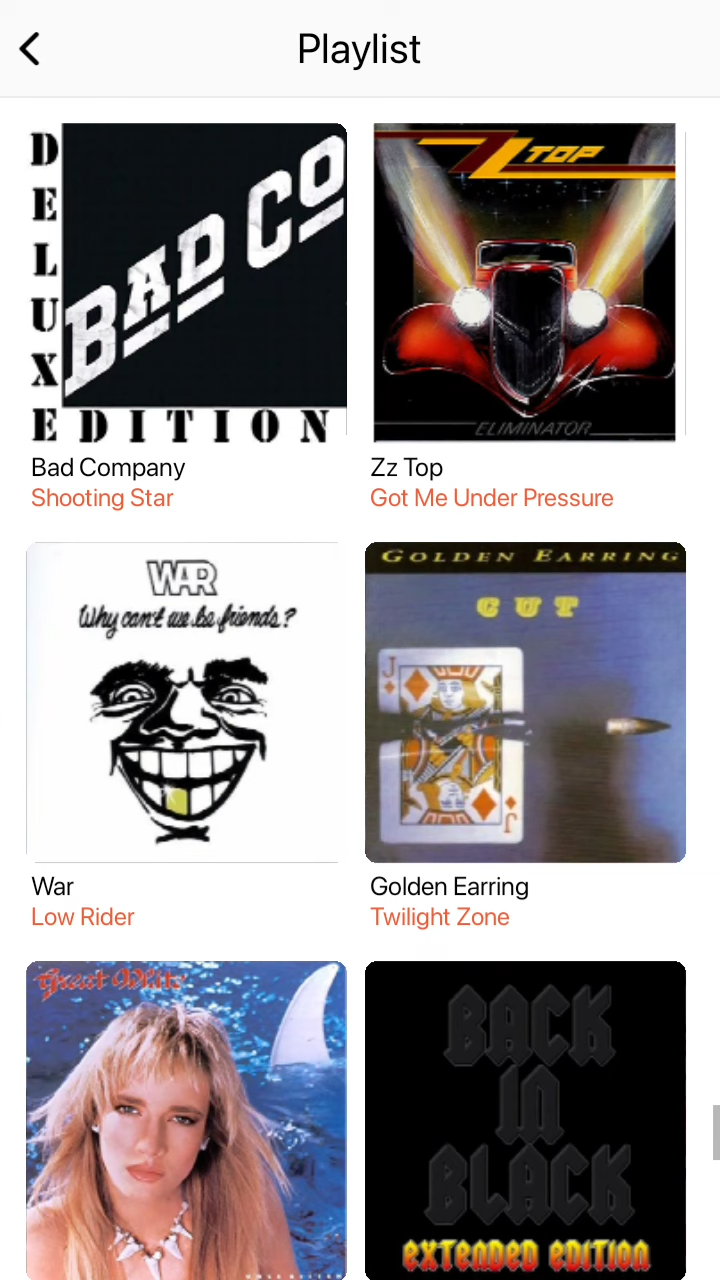 Playlist
DELUXE
BAD CO
EDITION
ZZ TOP
ELIMINATOR
Bad Company
Shooting Star
Zz Top
Got Me Under Pressure
WAR
Why can't we be friends?
GOLDEN EARRING
CUT
J
J
War
Low Rider
Golden Earring
Twilight Zone
Great White
BACK
IN
BLACK
EXTENDED EDITION